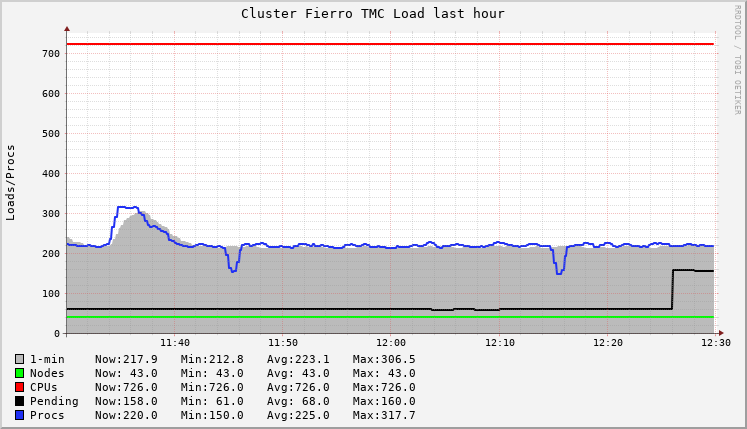 Cluster Fierro TMC Load last hour
RRDTOOL / TOBI OETIKER
Loads/Procs
700
600
500
400
300
200
100
0
11:40 11:50 12:00 12:10 12:20 12:30
1-min Now:217.9 Min:212.8 Avg:223.1 Max:306.5
Nodes Now: 43.0 Min: 43.0 Avg: 43.0 Max: 43.0
CPUs Now:726.0 Min:726.0 Avg:726.0 Max:726.0
Pending Now:158.0 Min: 61.0 Avg: 68.0 Max:160.0
Procs Now:220.0 Min:150.0 Avg:225.0 Max:317.7